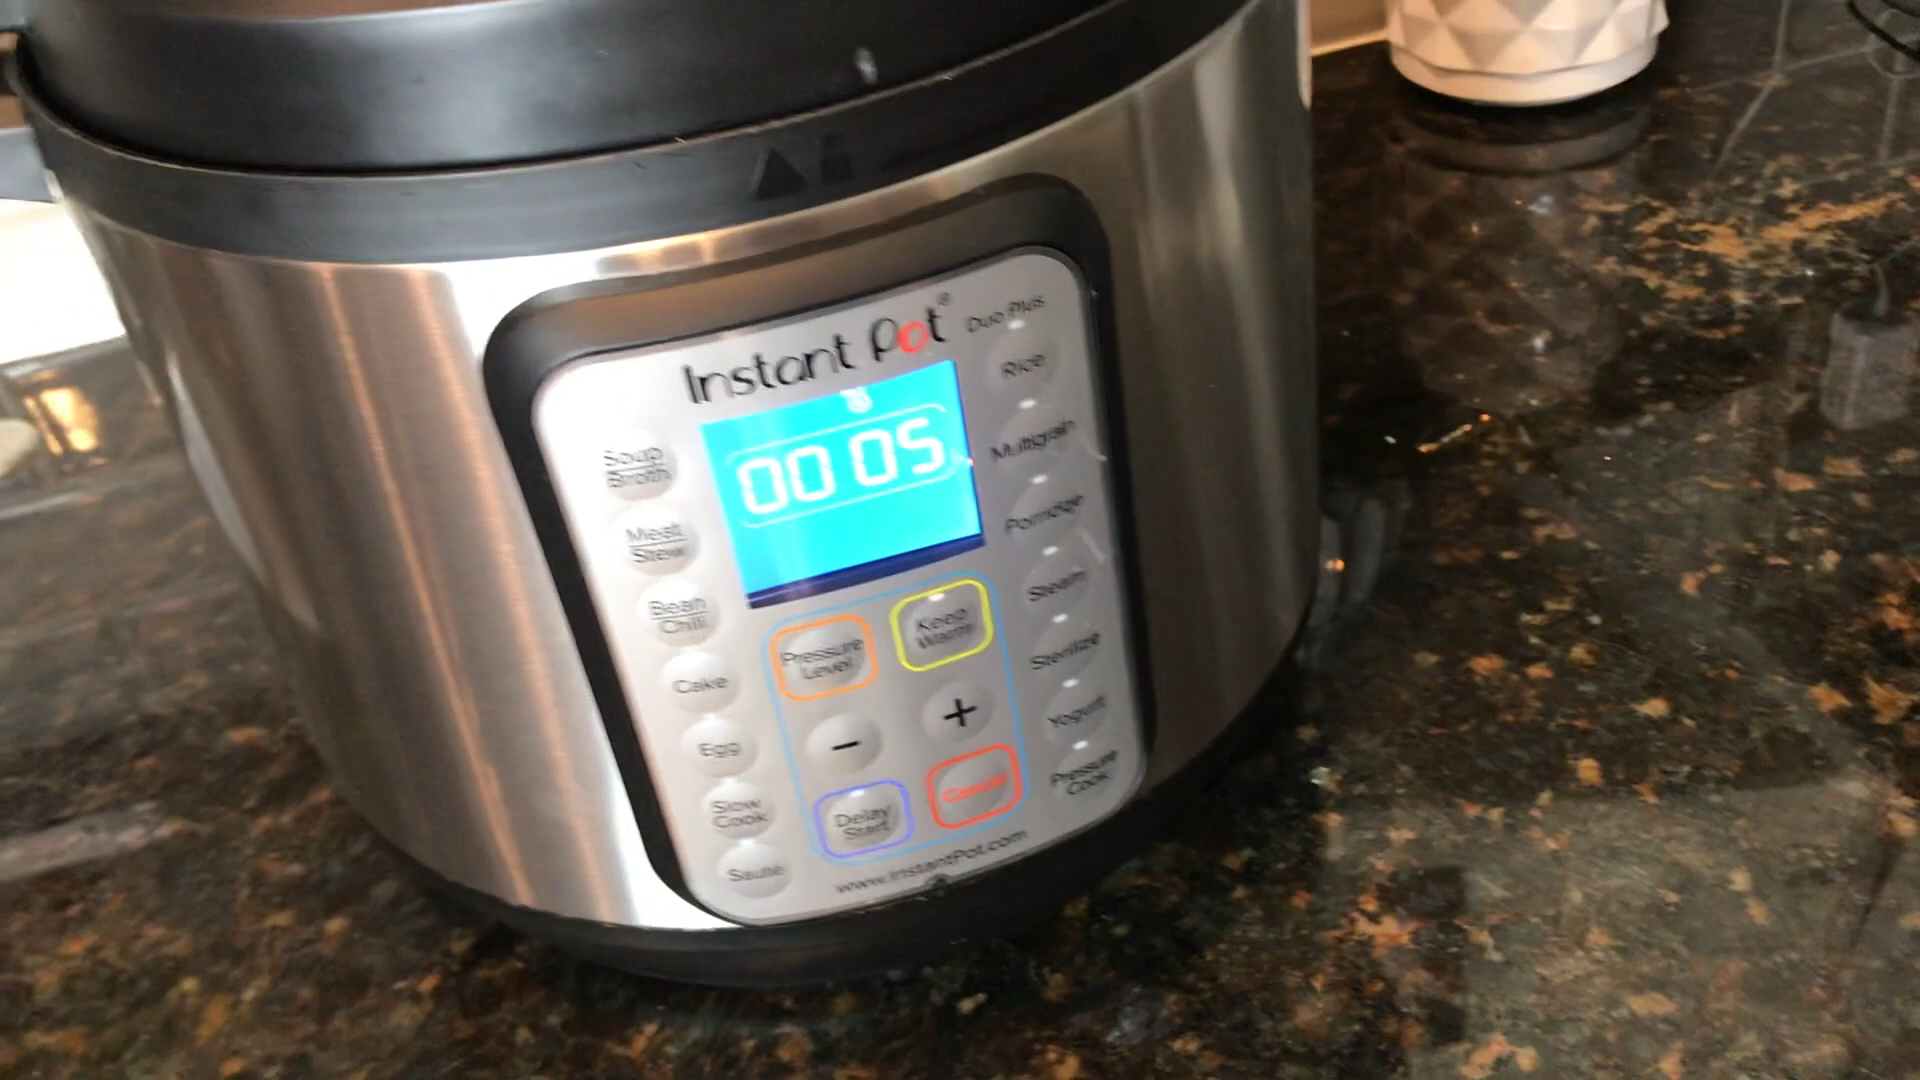 Instant Pot®
Duo Plus
00 05
Soup
Broth
Meat
Stew
Bean
Chili
Cake
Egg
Slow
Cook
Saute
Pressure
Level
Keep
Warm
-
+
Delay
Start
Cancel
Rice
Multigrain
Porridge
Steam
Sterilize
Yogurt
Pressure
Cook
www.InstantPot.com